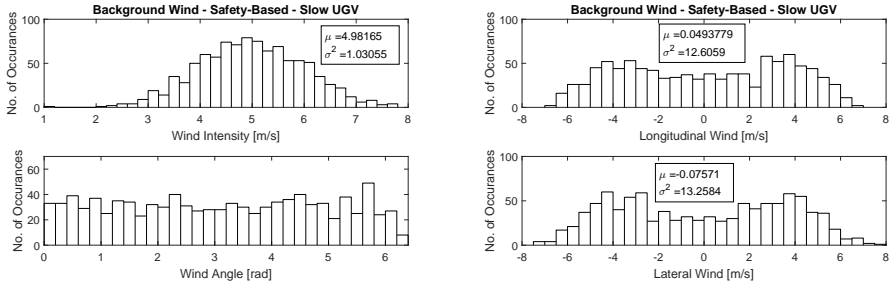 Background Wind - Safety-Based - Slow UGV
No. of Occurances
100
50
0
μ =4.98165
σ² =1.03055
1 2 3 4 5 6 7 8
Wind Intensity [m/s]
Background Wind - Safety-Based - Slow UGV
No. of Occurances
100
50
0
μ =0.0493779
σ² =12.6059
-8 -6 -4 -2 0 2 4 6 8
Longitudinal Wind [m/s]
No. of Occurances
60
40
20
0
0 1 2 3 4 5 6
Wind Angle [rad]
No. of Occurances
100
50
0
μ =-0.07571
σ² =13.2584
-8 -6 -4 -2 0 2 4 6 8
Lateral Wind [m/s]